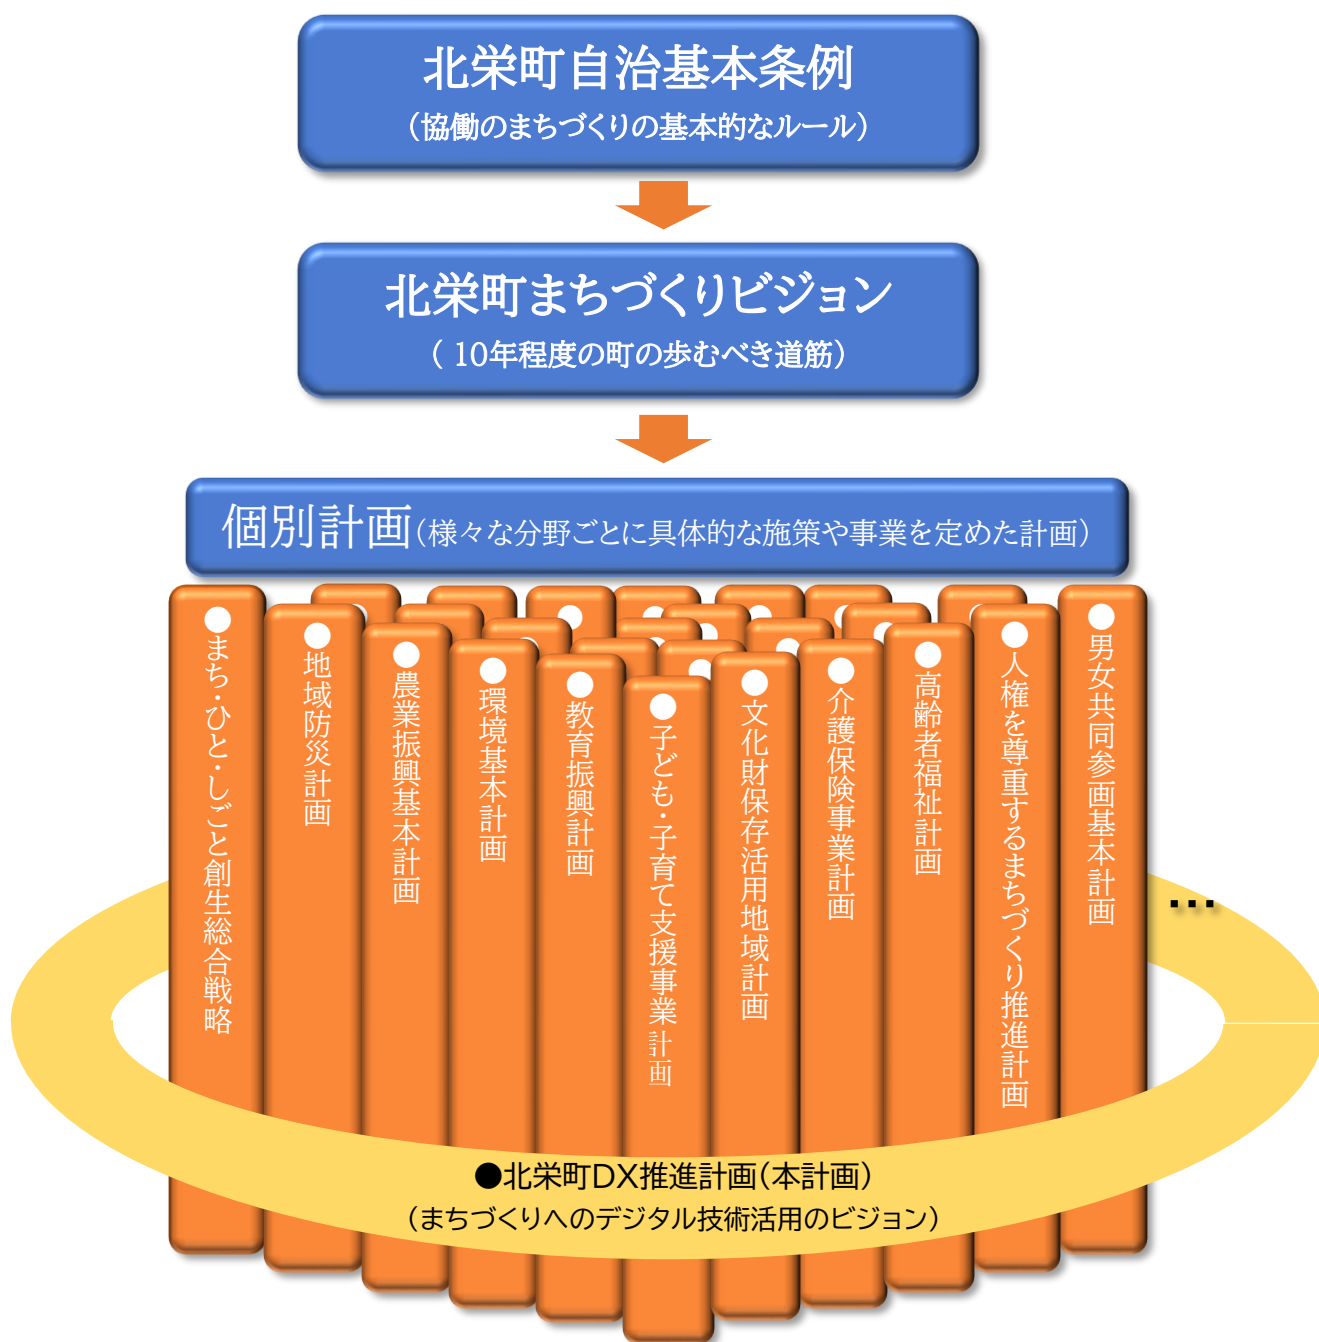 北栄町自治基本条例
（協働のまちづくりの基本的なルール）
北栄町まちづくりビジョン
（ 10年程度の町の歩むべき道筋）
個別計画（様々な分野ごとに具体的な施策や事業を定めた計画）
●まち・ひと・しごと創生総合戦略
●地域防災計画
●農業振興基本計画
●環境基本計画
●教育振興計画
●子ども・子育て支援事業計画
●文化財保存活用地域計画
●介護保険事業計画
●高齢者福祉計画
●人権を尊重するまちづくり推進計画
●男女共同参画基本計画
…
●北栄町DX推進計画（本計画）
（まちづくりへのデジタル技術活用のビジョン）